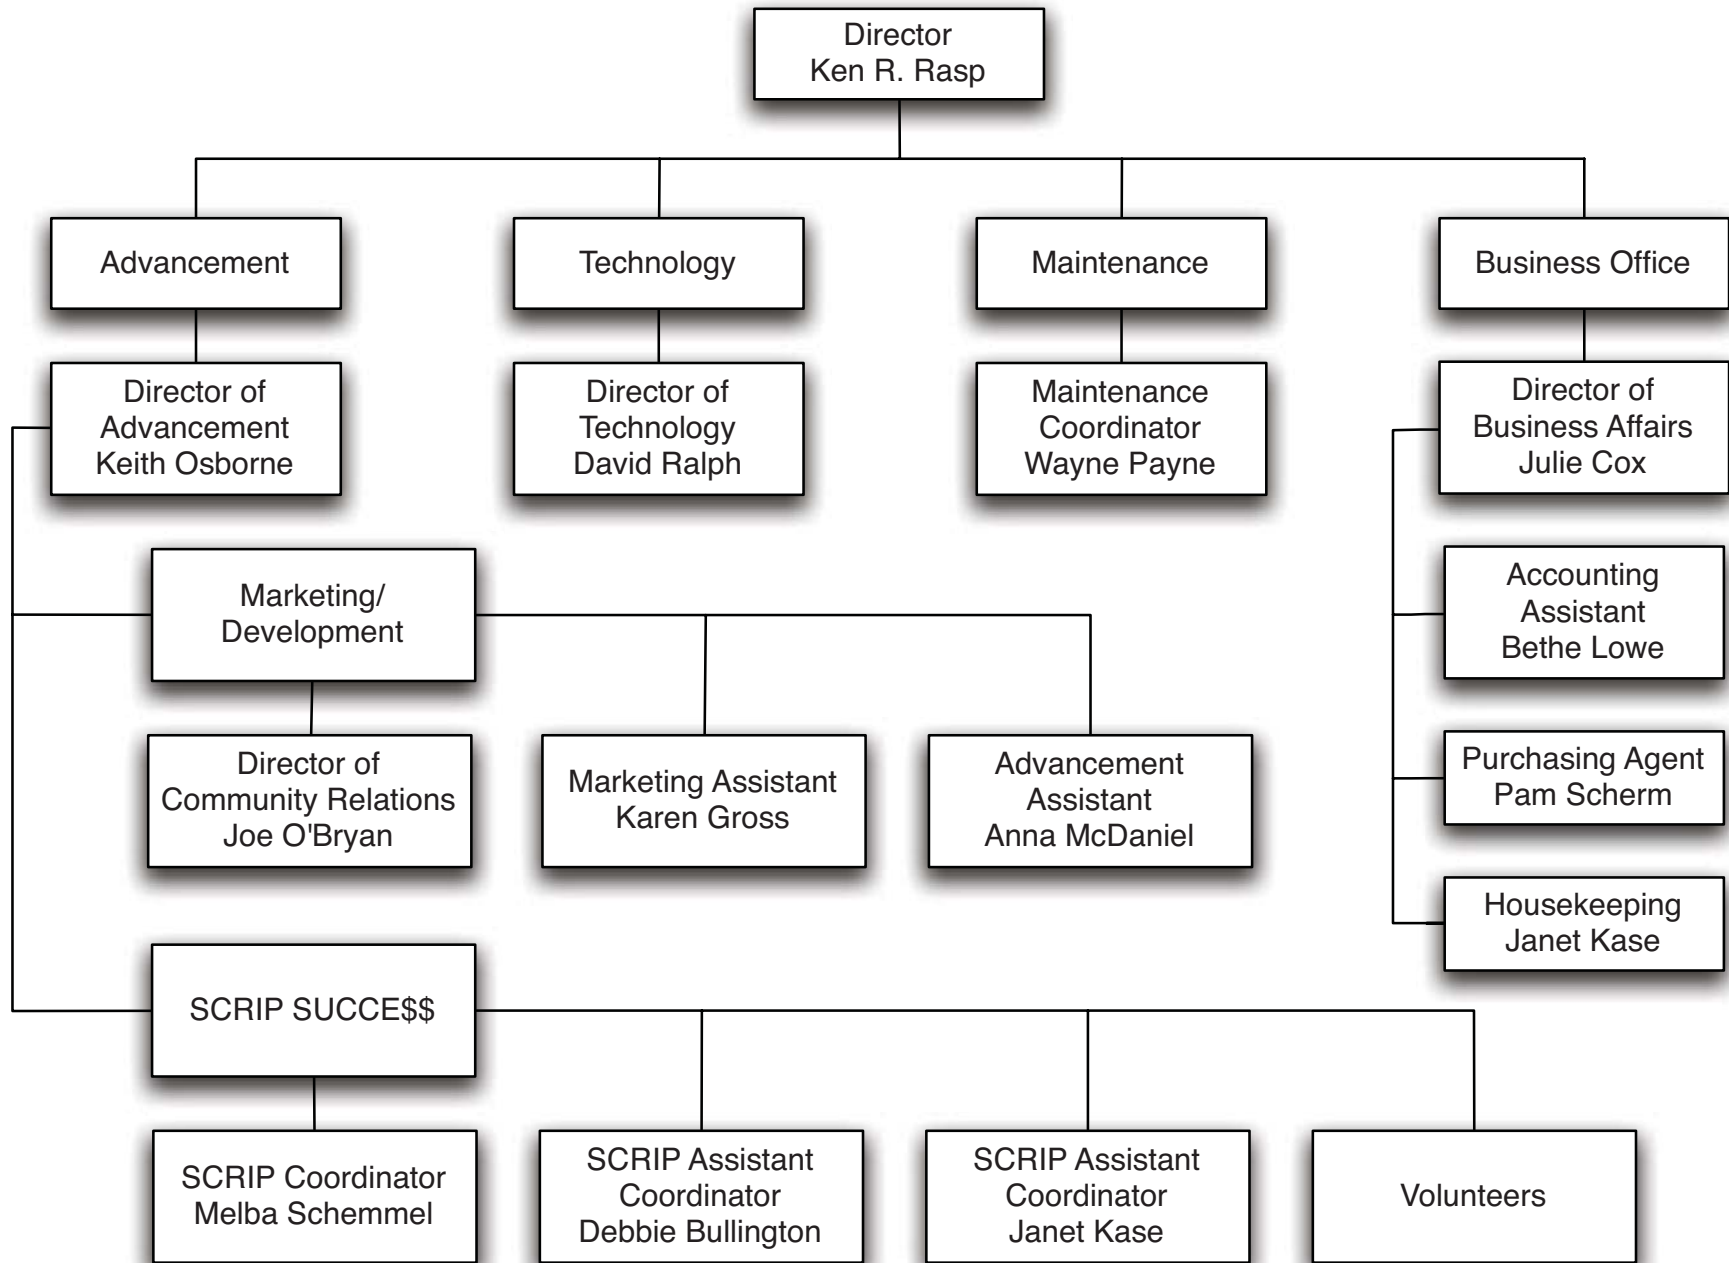 Director
Ken R. Rasp
Advancement
Technology
Maintenance
Business Office
Director of
Advancement
Keith Osborne
Director of
Technology
David Ralph
Maintenance
Coordinator
Wayne Payne
Director of
Business Affairs
Julie Cox
Marketing/
Development
Accounting
Assistant
Bethe Lowe
Director of
Community Relations
Joe O'Bryan
Marketing Assistant
Karen Gross
Advancement
Assistant
Anna McDaniel
Purchasing Agent
Pam Scherm
Housekeeping
Janet Kase
SCRIP SUCCE$$
SCRIP Coordinator
Melba Schemmel
SCRIP Assistant
Coordinator
Debbie Bullington
SCRIP Assistant
Coordinator
Janet Kase
Volunteers